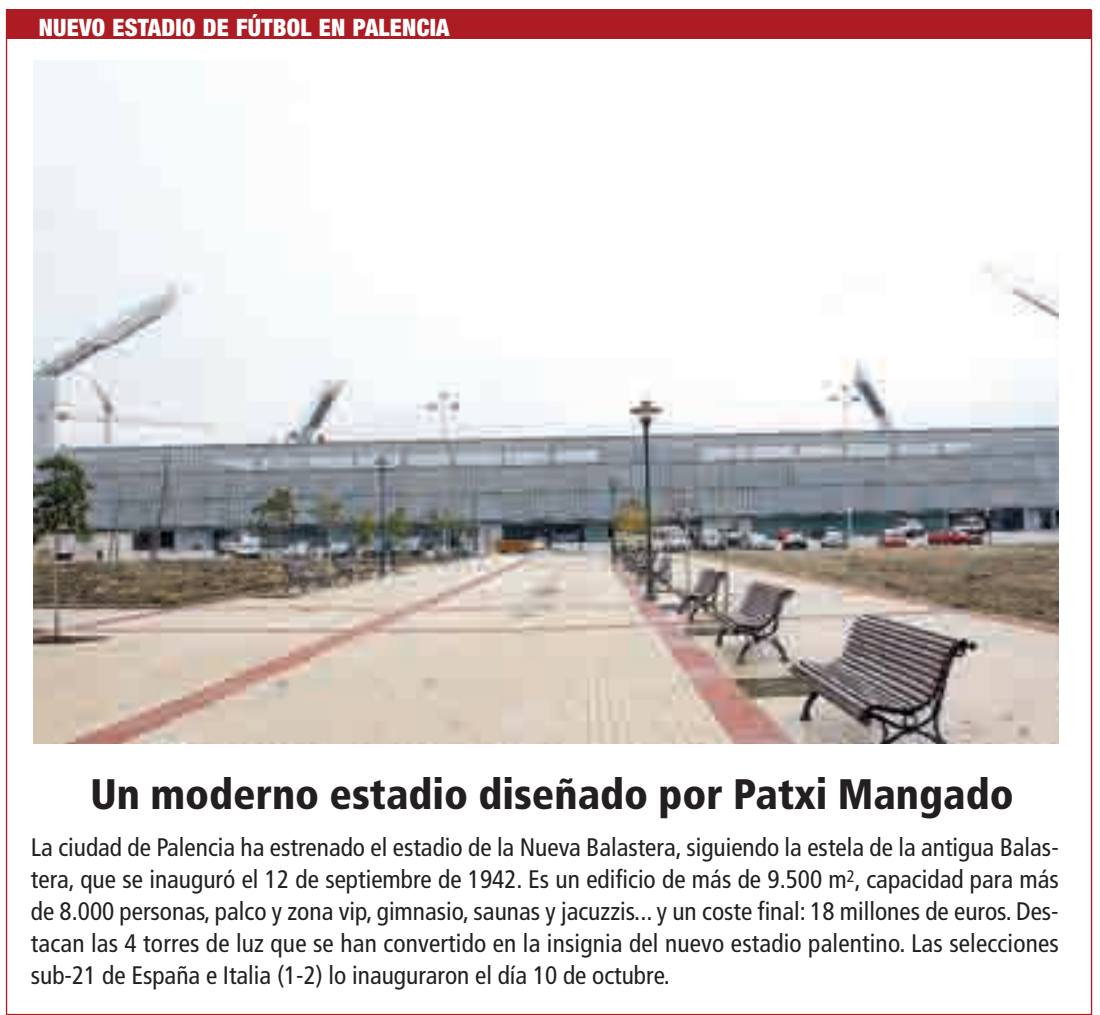 NUEVO ESTADIO DE FÚTBOL EN PALENCIA
Un moderno estadio diseñado por Patxi Mangado
La ciudad de Palencia ha estrenado el estadio de la Nueva Balastera, siguiendo la estela de la antigua Balas-
tera, que se inauguró el 12 de septiembre de 1942. Es un edificio de más de 9.500 m², capacidad para más
de 8.000 personas, palco y zona vip, gimnasio, saunas y jacuzzis... y un coste final: 18 millones de euros. Des-
tacan las 4 torres de luz que se han convertido en la insignia del nuevo estadio palentino. Las selecciones
sub-21 de España e Italia (1-2) lo inauguraron el día 10 de octubre.